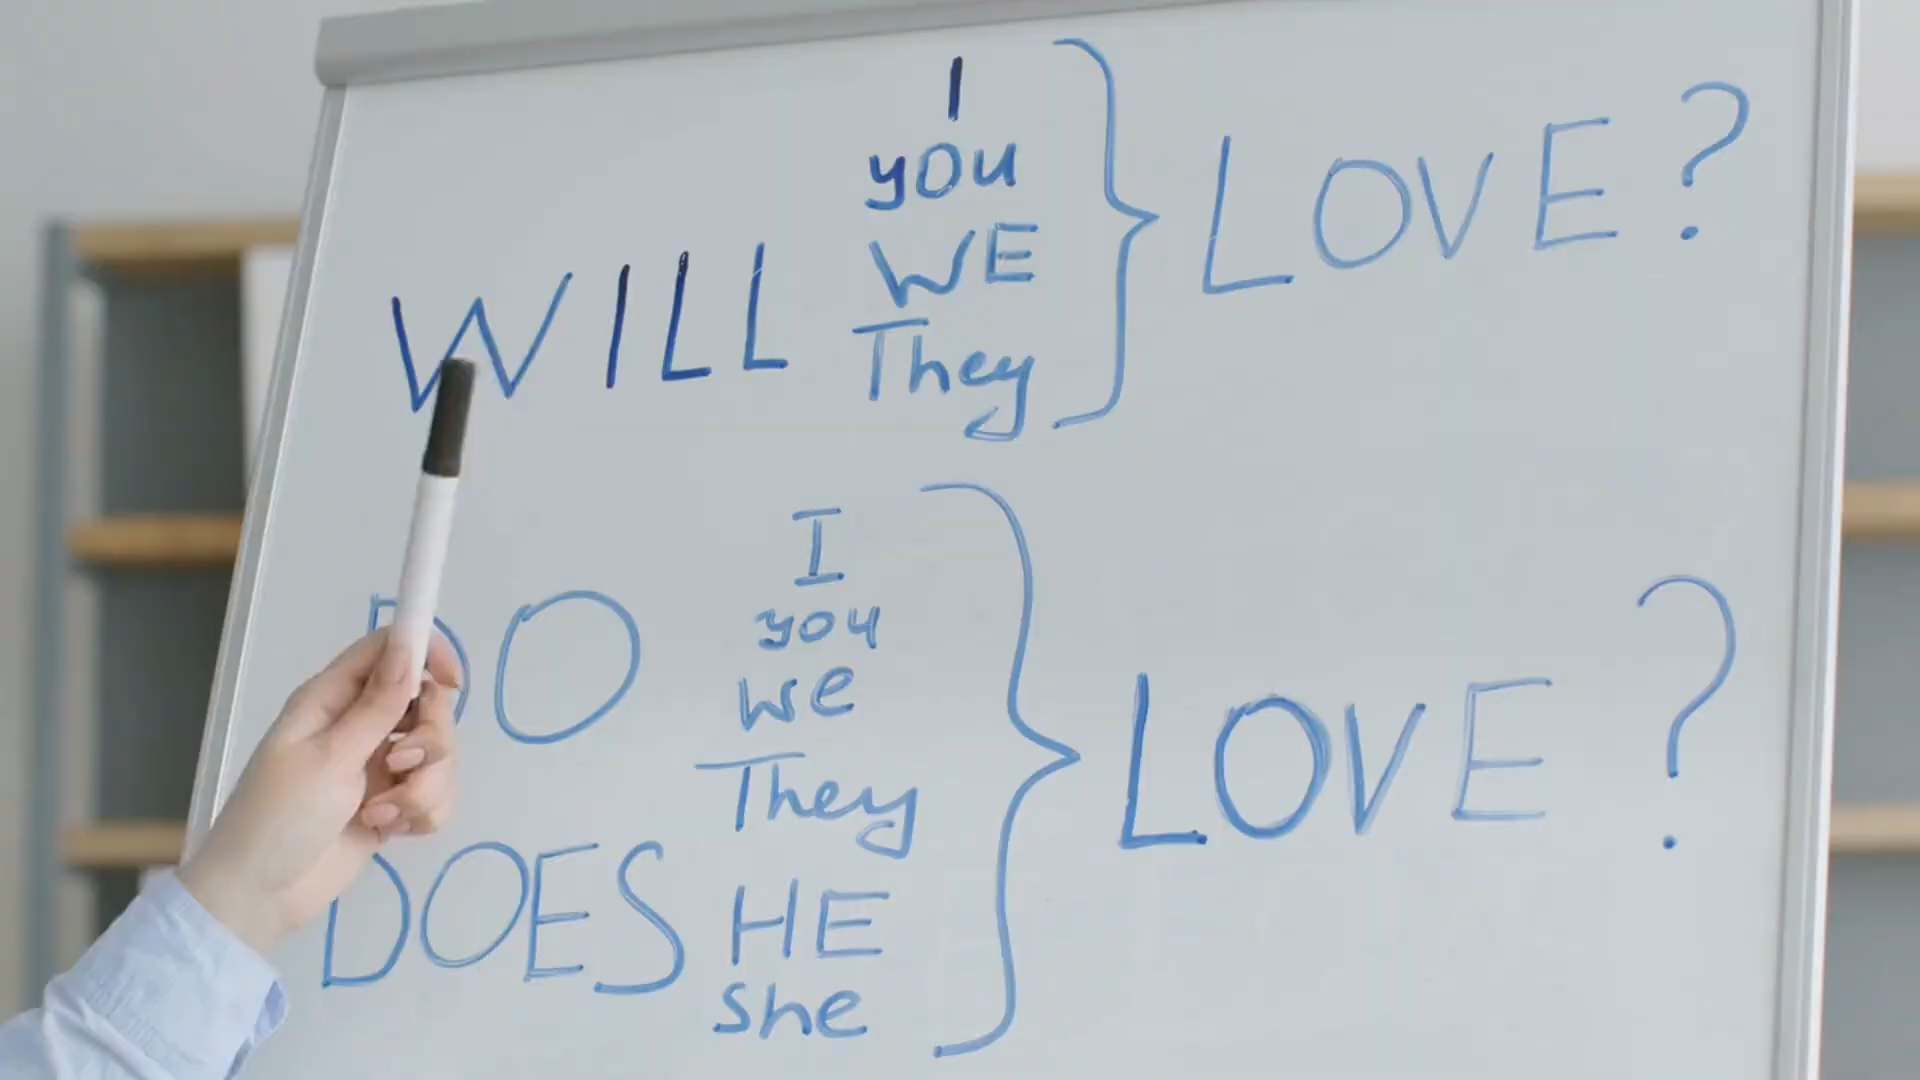 I
you
WE
WILL They } LOVE?
I
you
we
DO They } LOVE?
DOES HE
she